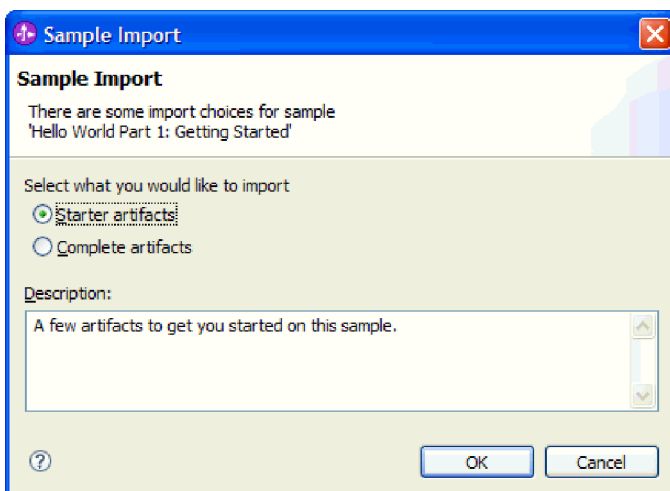 Sample Import
Sample Import
There are some import choices for sample
'Hello World Part 1: Getting Started'
Select what you would like to import
Starter artifacts
Complete artifacts
Description:
A few artifacts to get you started on this sample.
?
OK
Cancel